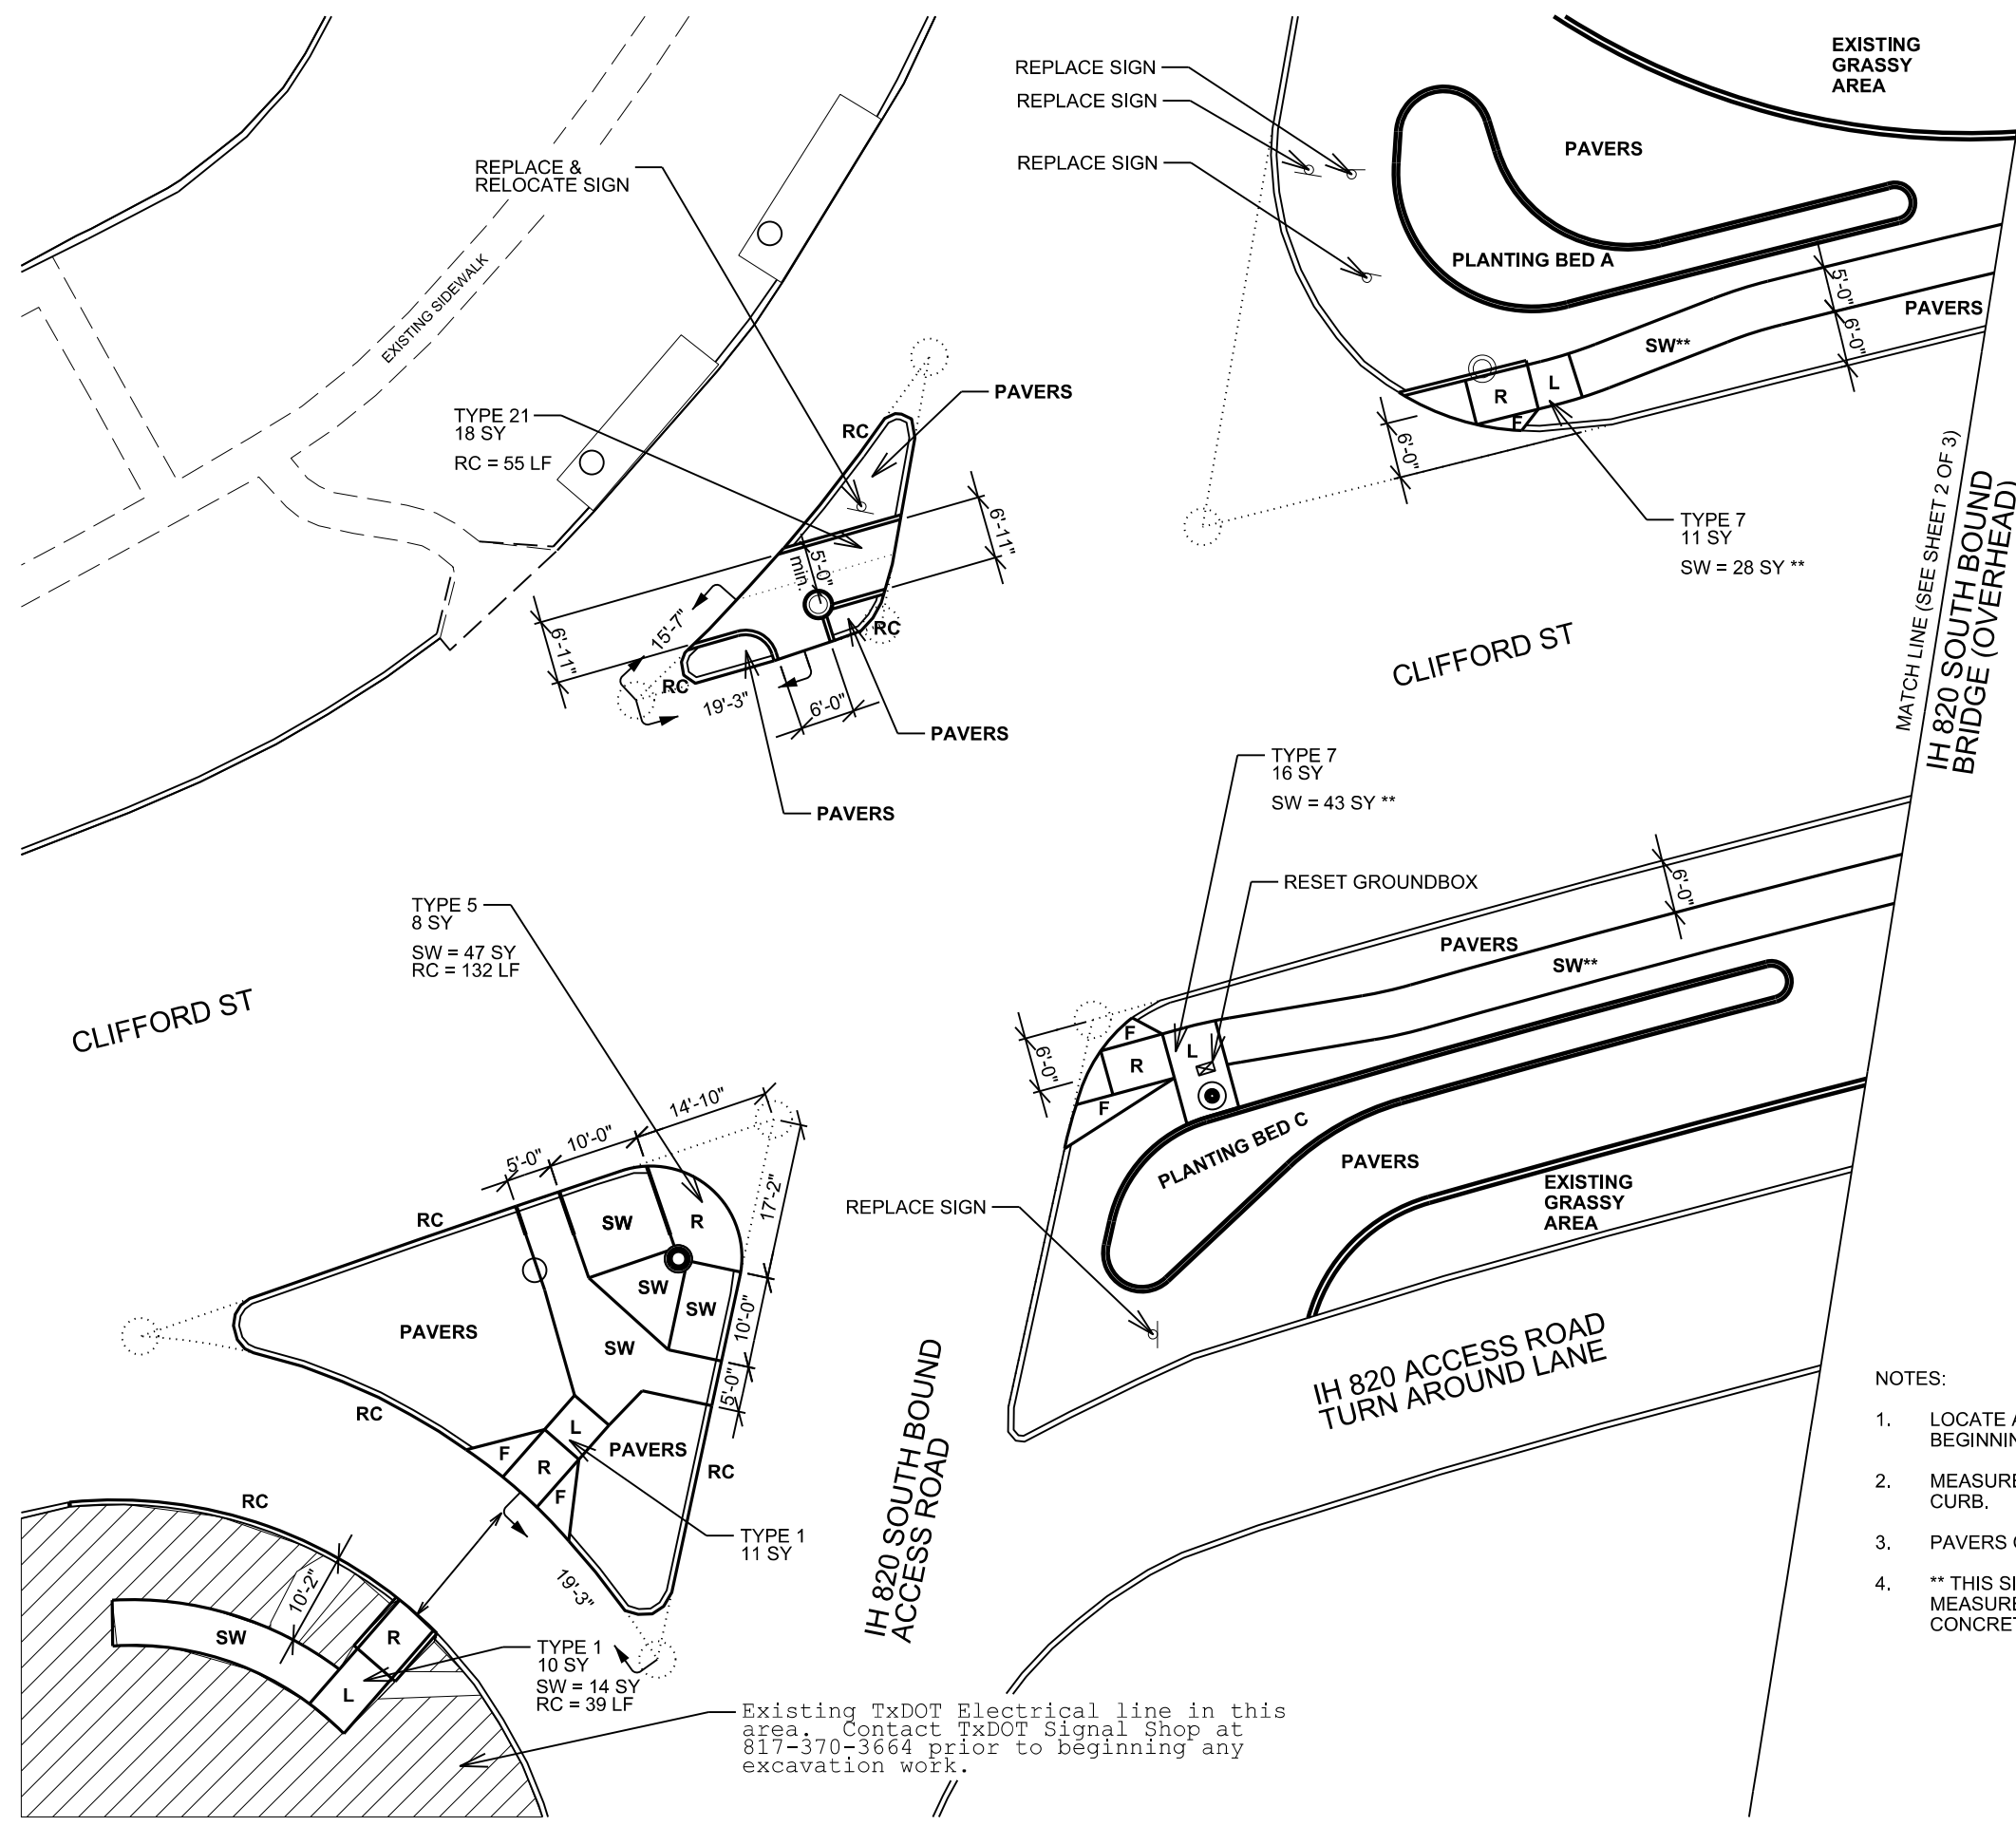 EXISTING
GRASSY
AREA
REPLACE SIGN
REPLACE SIGN
REPLACE SIGN
PAVERS
REPLACE &
RELOCATE SIGN
EXISTING SIDEWALK
PLANTING BED A
5'-0"
6'-0"
PAVERS
SW**
R
L
F
6'-0"
PAVERS
TYPE 21
18 SY
RC = 55 LF
RC
6'-11"
5'-0"
min.
6'-11"
15'-7"
RC
RC
19'-3"
6'-0"
PAVERS
PAVERS
TYPE 7
11 SY
SW = 28 SY **
CLIFFORD ST
MATCH LINE (SEE SHEET 2 OF 3)
IH 820 SOUTH BOUND
BRIDGE (OVERHEAD)
TYPE 7
16 SY
SW = 43 SY **
RESET GROUNDBOX
6'-0"
PAVERS
SW**
TYPE 5
8 SY
SW = 47 SY
RC = 132 LF
CLIFFORD ST
6'-0"
F
R
L
F
PLANTING BED C
PAVERS
EXISTING
GRASSY
AREA
REPLACE SIGN
14'-10"
10'-0"
5'-0"
17'-2"
RC
SW
R
SW
SW
10'-0"
PAVERS
SW
5'-0"
RC
L
F
PAVERS
R
F
RC
RC
TYPE 1
11 SY
19'-3"
10'-2"
SW
R
L
TYPE 1
10 SY
SW = 14 SY
RC = 39 LF
IH 820 SOUTH BOUND
ACCESS ROAD
IH 820 ACCESS ROAD
TURN AROUND LANE
Existing TxDOT Electrical line in this
area. Contact TxDOT Signal Shop at
817-370-3664 prior to beginning any
excavation work.
NOTES:
1. LOCATE
BEGINNIN
2. MEASURE
CURB.
3. PAVERS
4. ** THIS
MEASURE
CONCRE